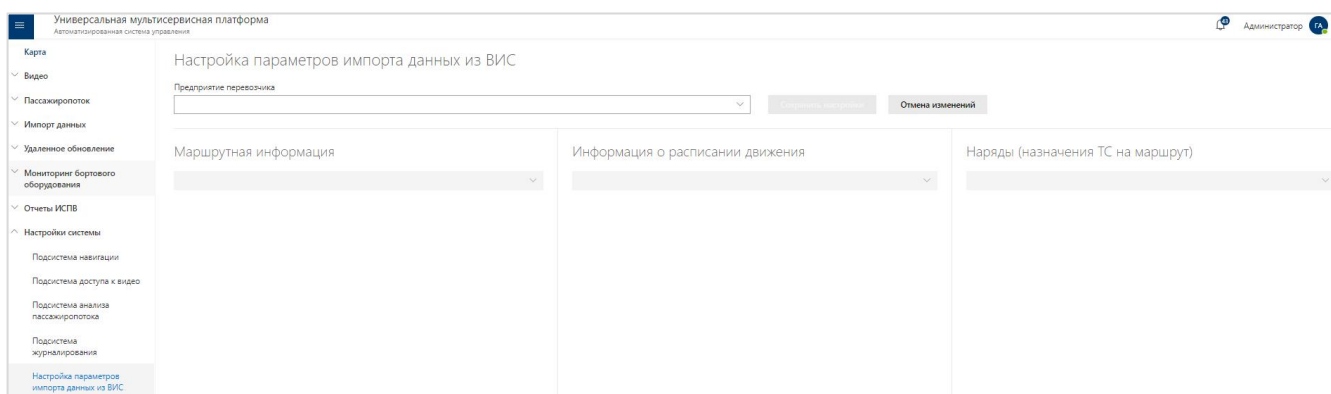 Универсальная мультисервисная платформа
Автоматизированная система управления
43
Администратор
ГА
Карта
Видео
Пассажиропоток
Импорт данных
Удаленное обновление
Мониторинг бортового
оборудования
Отчеты ИСПВ
Настройки системы
Подсистема навигации
Подсистема доступа к видео
Подсистема анализа
пассажиропотока
Подсистема
журналирования
Настройка параметров
импорта данных из ВИС
Настройка параметров импорта данных из ВИС
Предприятие перевозчика
Сохранить настройки
Отмена изменений
Маршрутная информация
Информация о расписании движения
Наряды (назначения ТС на маршрут)